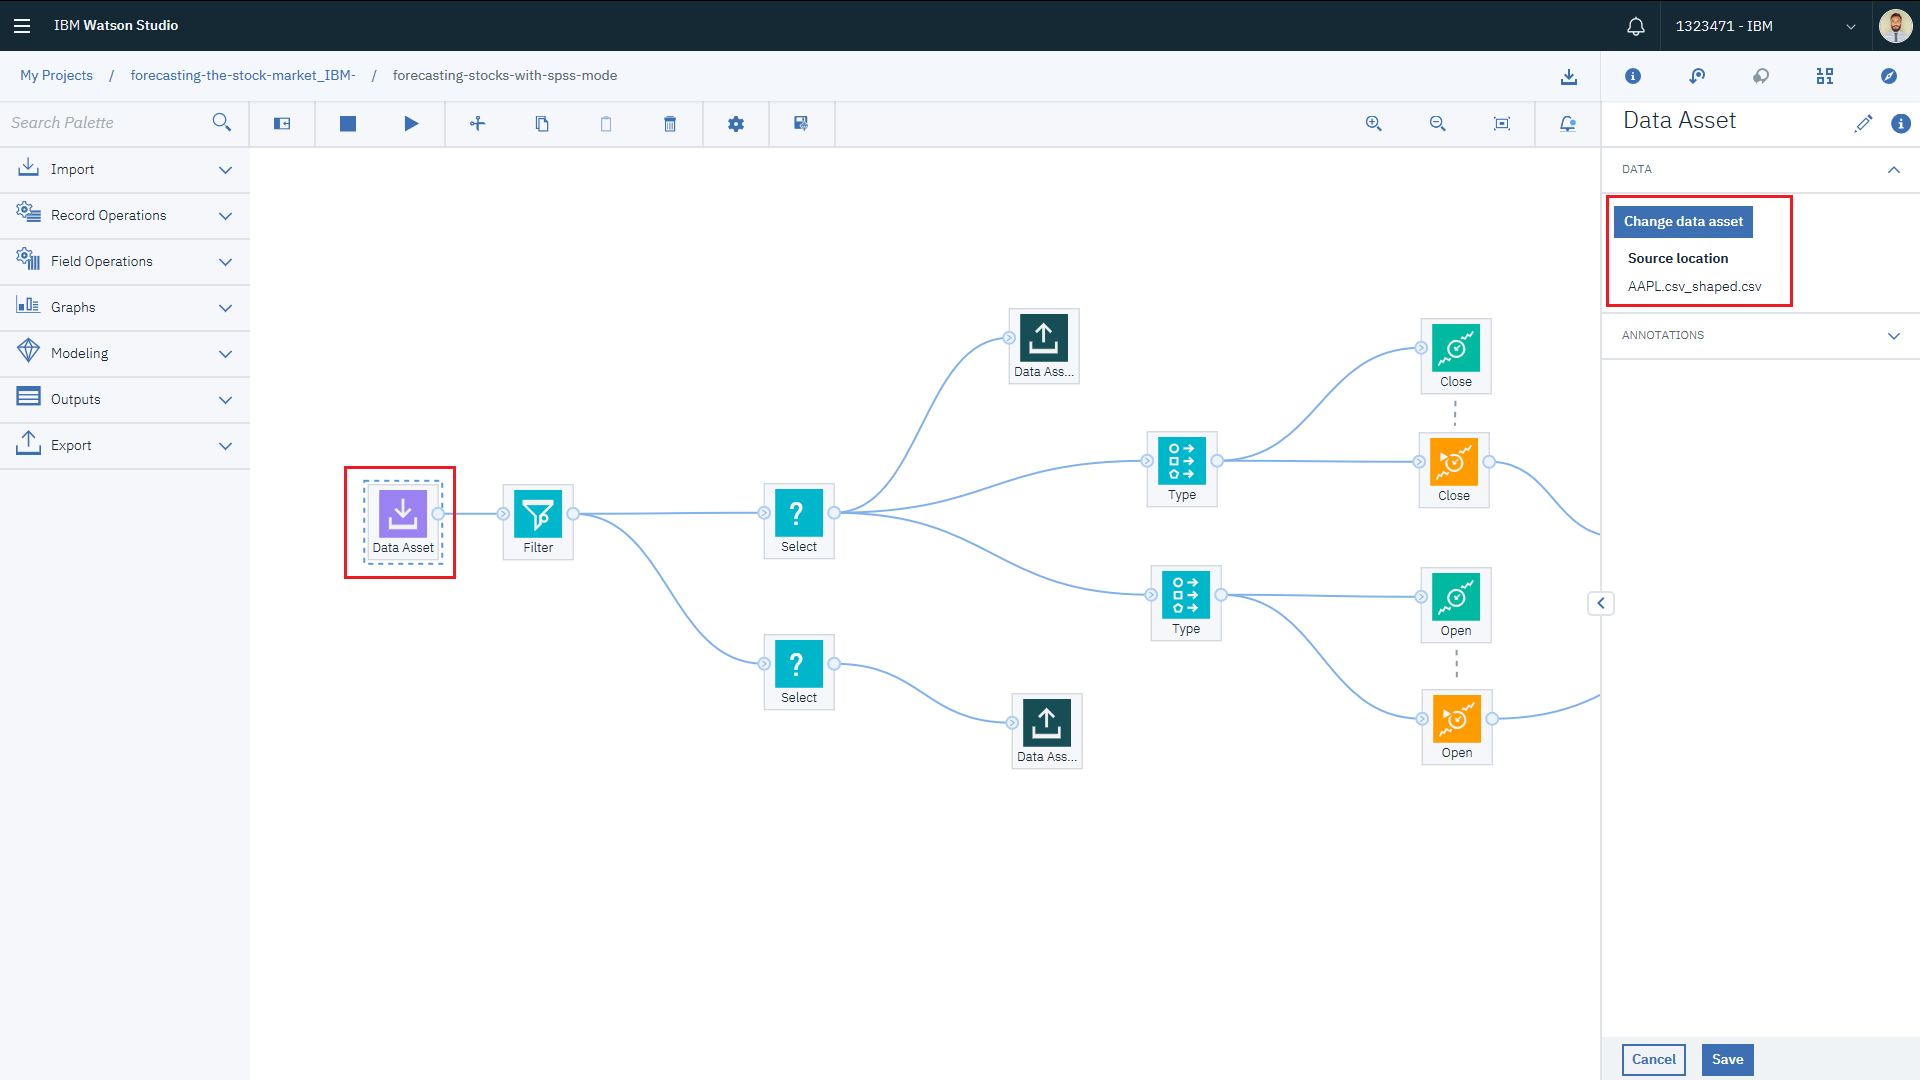 IBM Watson Studio
1323471 - IBM
My Projects / forecasting-the-stock-market_IBM- / forecasting-stocks-with-spss-mode
Search Palette
Import
Record Operations
Field Operations
Graphs
Modeling
Outputs
Export
Data Asset
Filter
Select
Select
Data Ass...
Data Ass...
Type
Type
Close
Close
Open
Open
Data Asset
DATA
Change data asset
Source location
AAPL.csv_shaped.csv
ANNOTATIONS
Cancel
Save